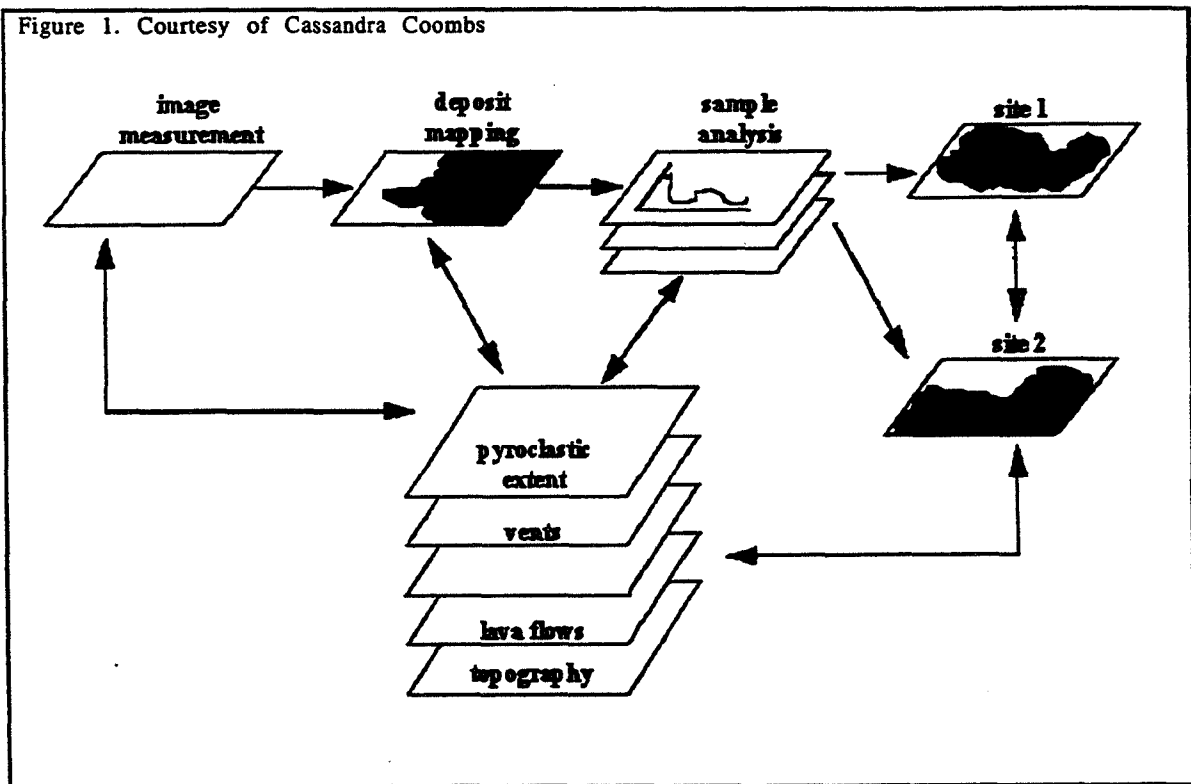 Figure 1. Courtesy of Cassandra Coombs
image
measurement
deposit
mapping
sample
analysis
site 1
site 2
pyroclastic
extent
vents
lava flows
topography